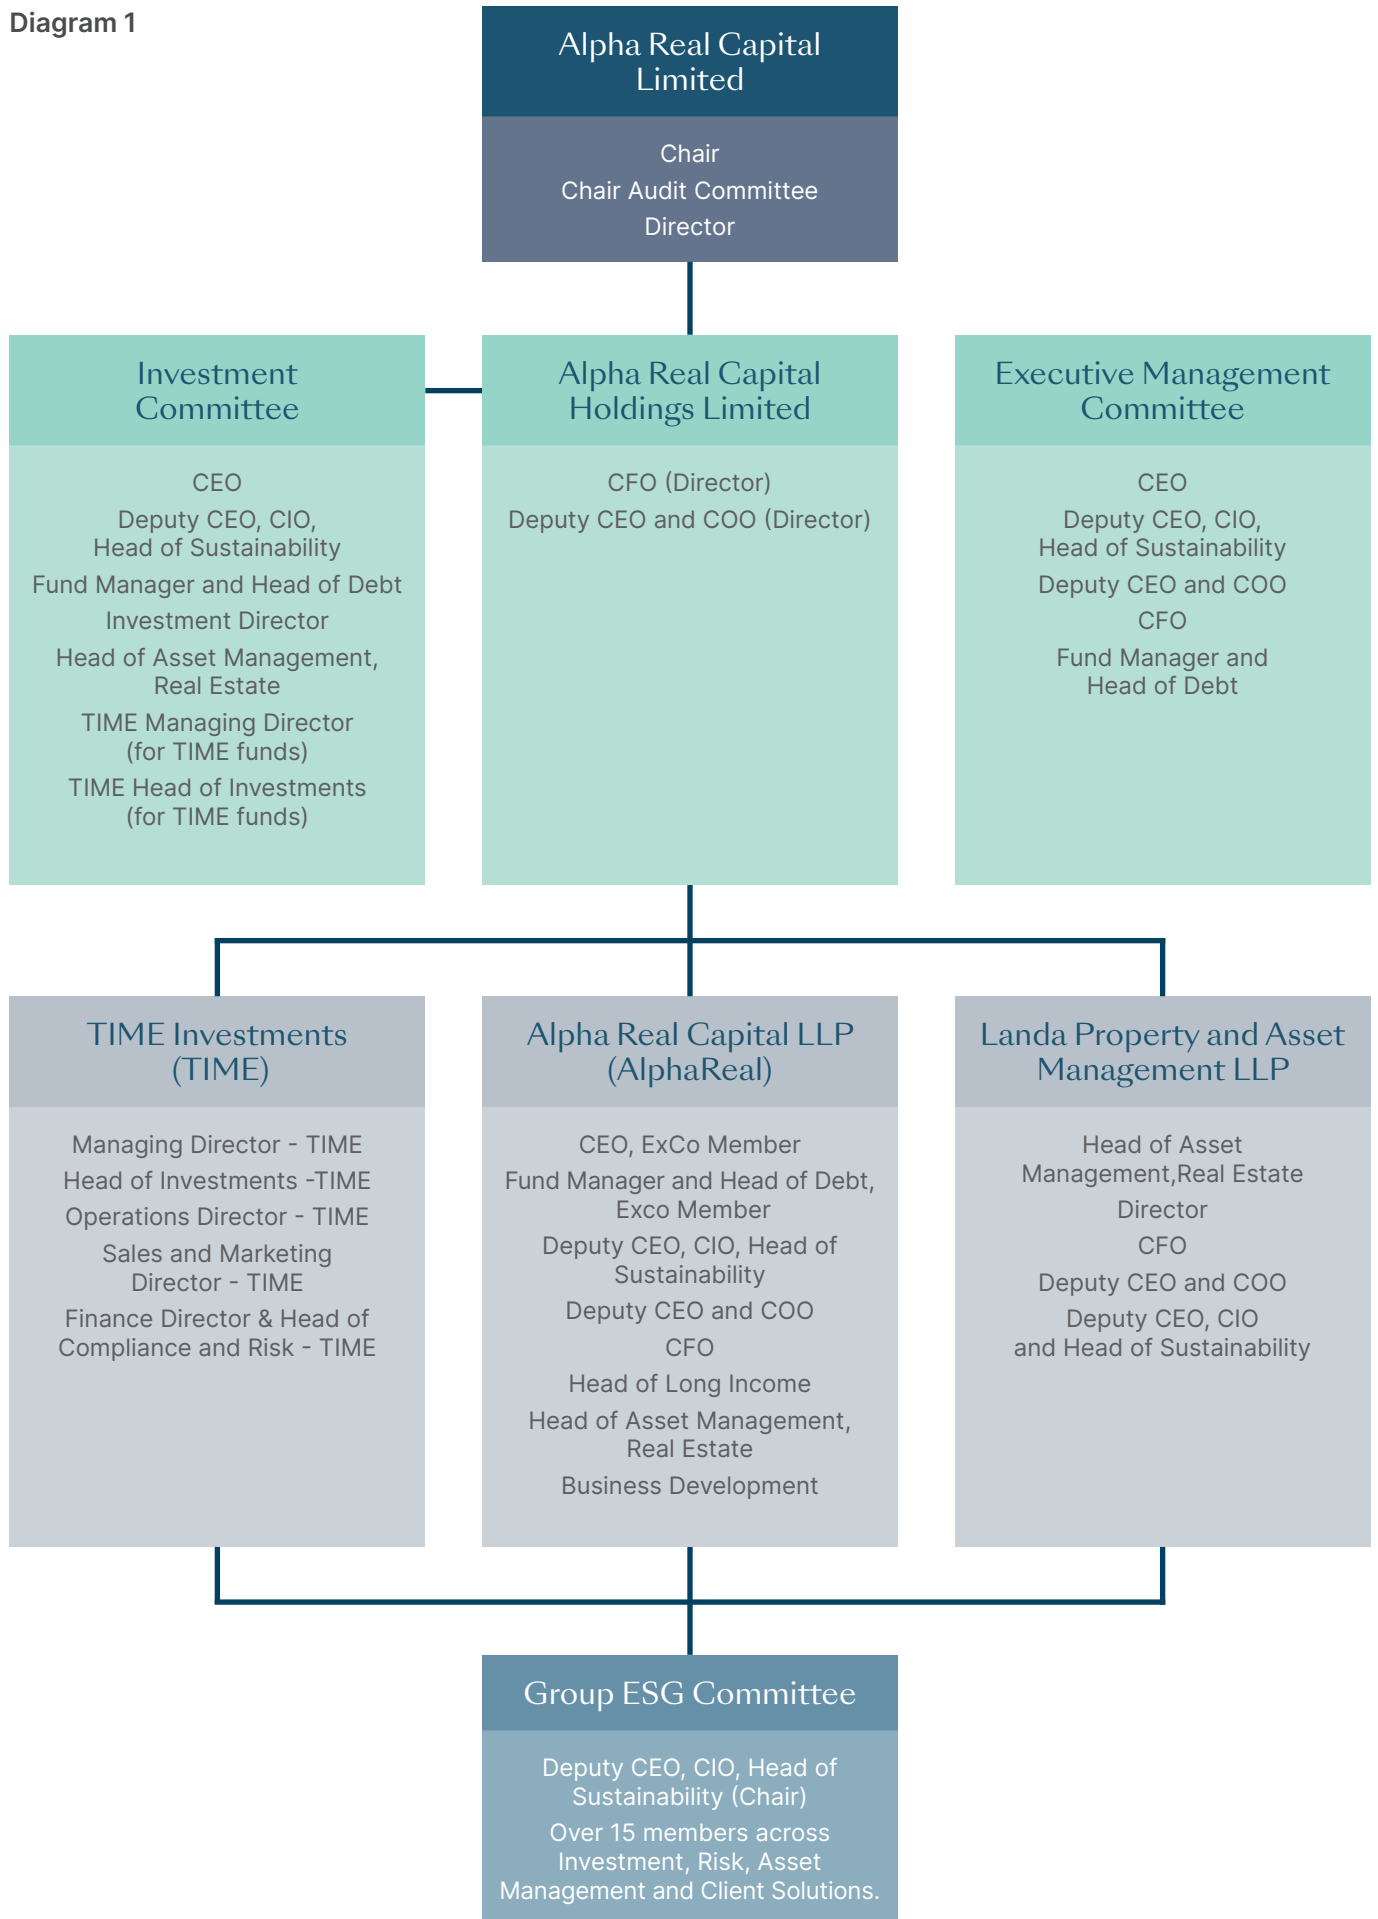 Diagram 1
Alpha Real Capital
Limited
Chair
Chair Audit Committee
Director
Investment
Committee
CEO
Deputy CEO, CIO,
Head of Sustainability
Fund Manager and Head of Debt
Investment Director
Head of Asset Management,
Real Estate
TIME Managing Director
(for TIME funds)
TIME Head of Investments
(for TIME funds)
Alpha Real Capital
Holdings Limited
CFO (Director)
Deputy CEO and COO (Director)
Executive Management
Committee
CEO
Deputy CEO, CIO,
Head of Sustainability
Deputy CEO and COO
CFO
Fund Manager and
Head of Debt
TIME Investments
(TIME)
Managing Director - TIME
Head of Investments -TIME
Operations Director - TIME
Sales and Marketing
Director - TIME
Finance Director & Head of
Compliance and Risk - TIME
Alpha Real Capital LLP
(AlphaReal)
CEO, ExCo Member
Fund Manager and Head of Debt,
Exco Member
Deputy CEO, CIO, Head of
Sustainability
Deputy CEO and COO
CFO
Head of Long Income
Head of Asset Management,
Real Estate
Business Development
Landa Property and Asset
Management LLP
Head of Asset
Management,Real Estate
Director
CFO
Deputy CEO and COO
Deputy CEO, CIO
and Head of Sustainability
Group ESG Committee
Deputy CEO, CIO, Head of
Sustainability (Chair)
Over 15 members across
Investment, Risk, Asset
Management and Client Solutions.